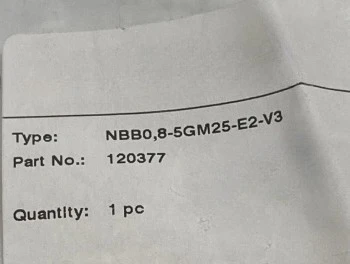 Type: NBB0,8-5GM25-E2-V3
Part No.: 120377
Quantity: 1 pc